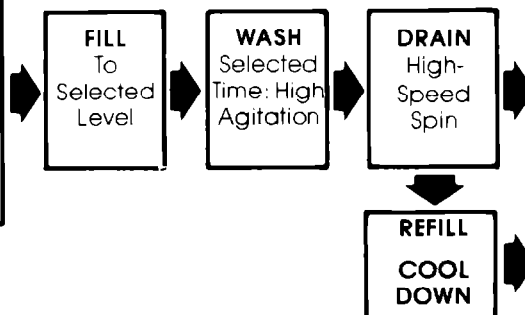 FILL
To
Selected
Level
WASH
Selected
Time: High
Agitation
DRAIN
High-
Speed
Spin
REFILL
COOL
DOWN